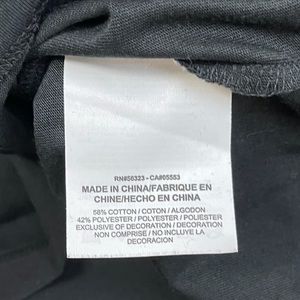 RN#56323 - CA#05553
MADE IN CHINA/FABRIQUE EN
CHINE/HECHO EN CHINA
58% COTTON / COTON / ALGODON
42% POLYESTER / POLYESTER / POLIESTER
EXCLUSIVE OF DECORATION / DECORATION
NON COMPRISE / NO INCLUYE LA
DECORACION